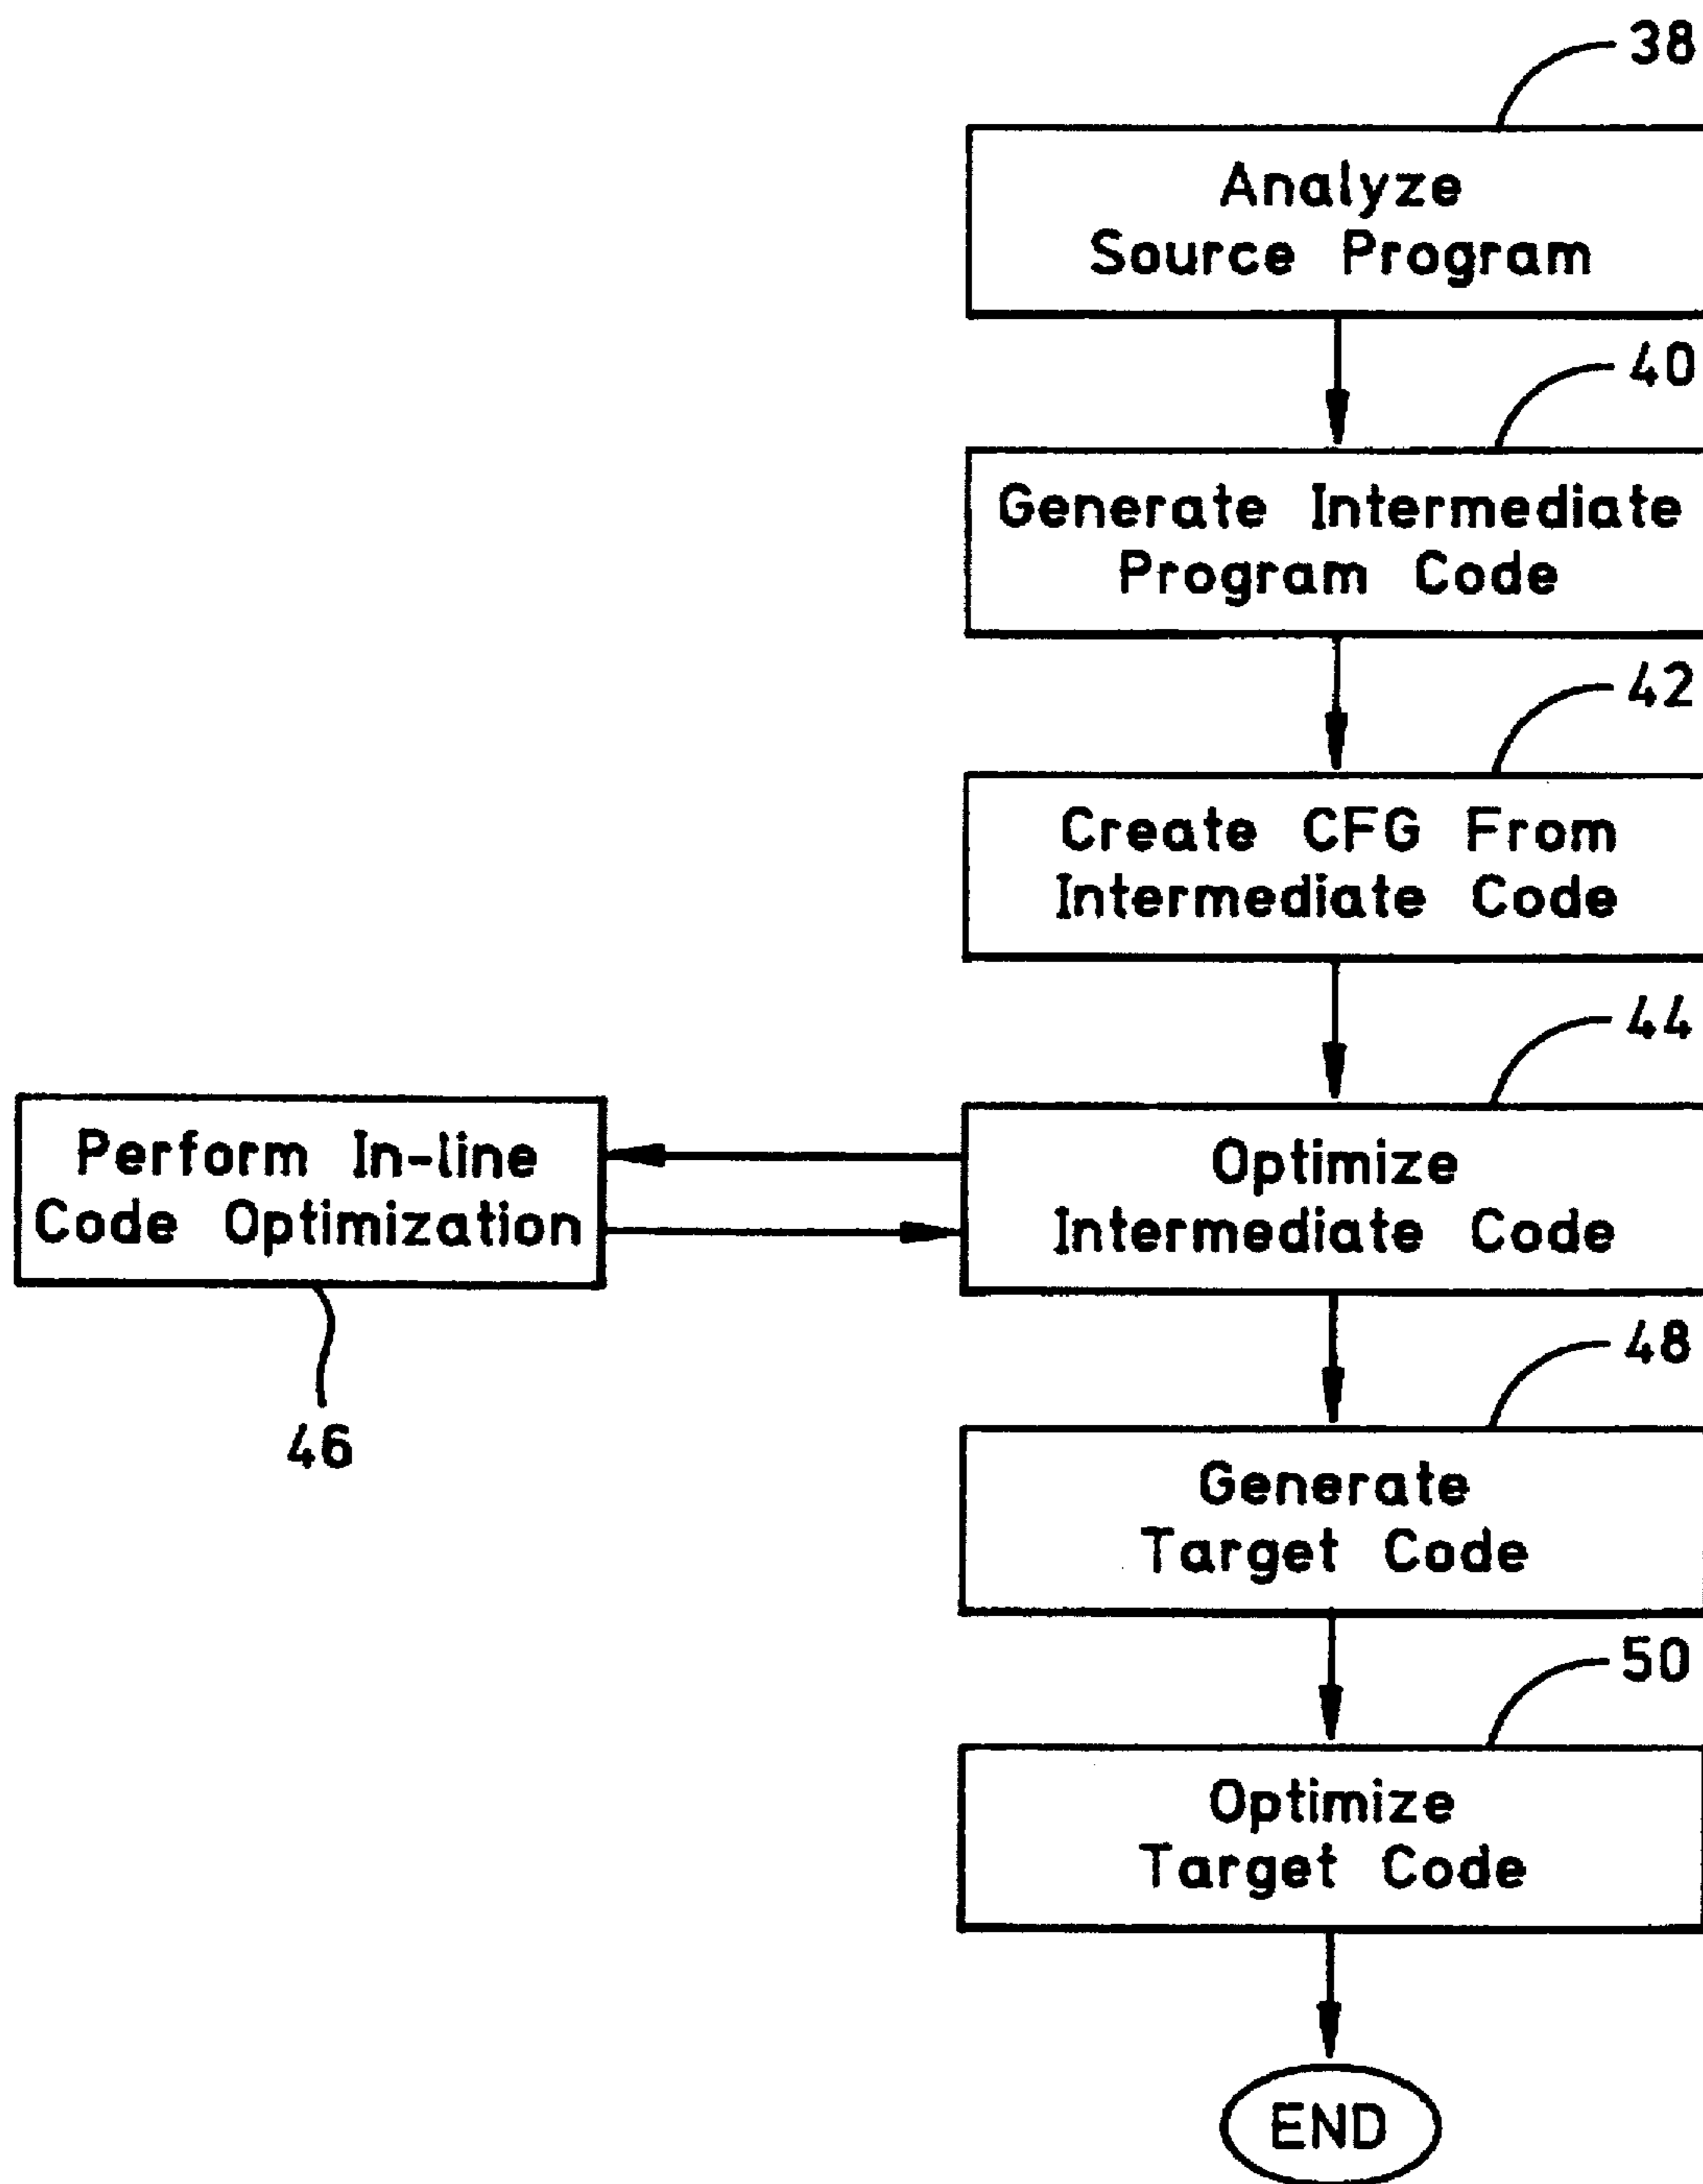 38
Analyze
Source Program
40
Generate Intermediate
Program Code
42
Create CFG From
Intermediate Code
44
Perform In-line
Code Optimization
46
Optimize
Intermediate Code
48
Generate
Target Code
50
Optimize
Target Code
END